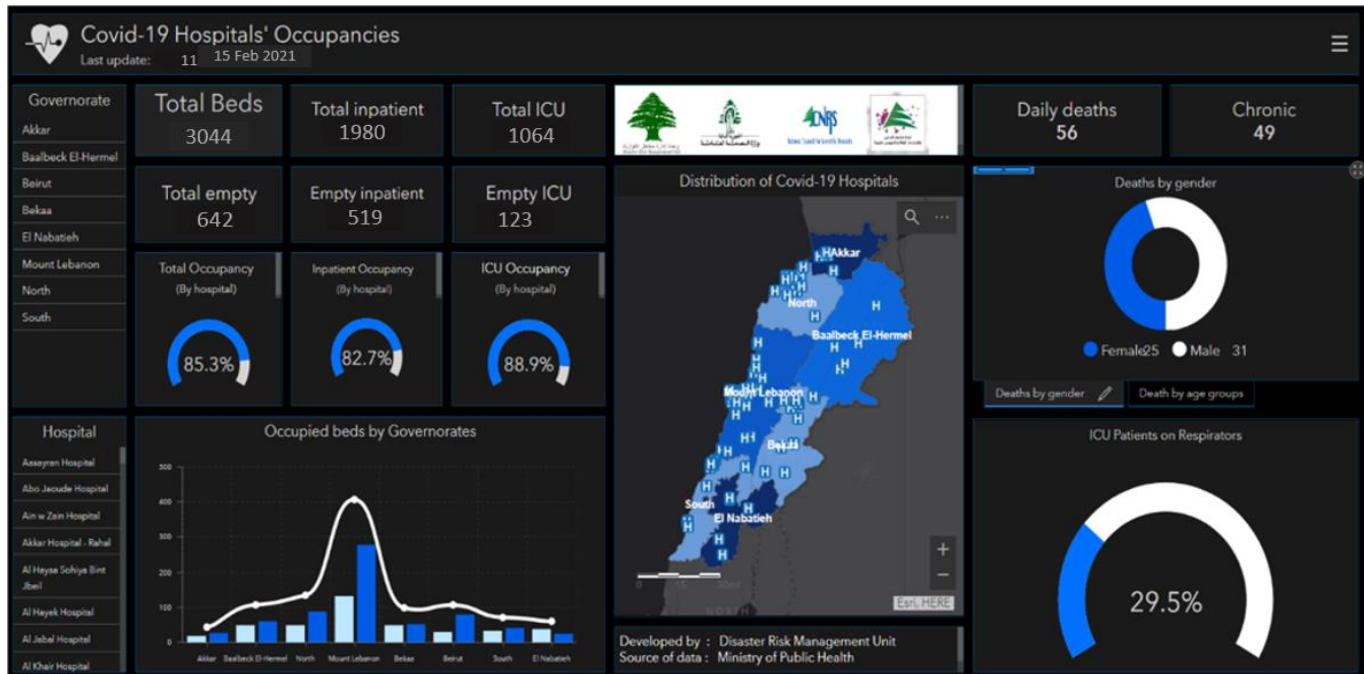 Covid-19 Hospitals' Occupancies
Last update: 11 15 Feb 2021
Governorate
Akkar
Baalbeck El-Hermel
Beirut
Bekaa
El Nabatieh
Mount Lebanon
North
South
Total Beds
3044
Total inpatient
1980
Total ICU
1064
Total empty
642
Empty inpatient
519
Empty ICU
123
Total Occupancy
(By hospital)
85.3%
Inpatient Occupancy
(By hospital)
82.7%
ICU Occupancy
(By hospital)
88.9%
CNRS
Distribution of Covid-19 Hospitals
H Akkar
North
Baalbeck El-Hermel
Mount Lebanon
Bekaa
South
El Nabatieh
NORTH
Esri, HERE
Developed by : Disaster Risk Management Unit
Source of data : Ministry of Public Health
Daily deaths
56
Chronic
49
Deaths by gender
Female25 Male 31
Deaths by gender
Death by age groups
ICU Patients on Respirators
29.5%
Hospital
Asseyran Hospital
Abo Jaoude Hospital
Ain w Zein Hospital
Akkar Hospital - Rahal
Al Haysa Sohiya Bint
Jbeil
Al Hayek Hospital
Al Jabal Hospital
Al Khair Hospital
Occupied beds by Governorates
500
400
300
200
100
0
Akkar Baalbeck El-Hermel North Mount Lebanon Bekaa Beirut South El Nabatieh